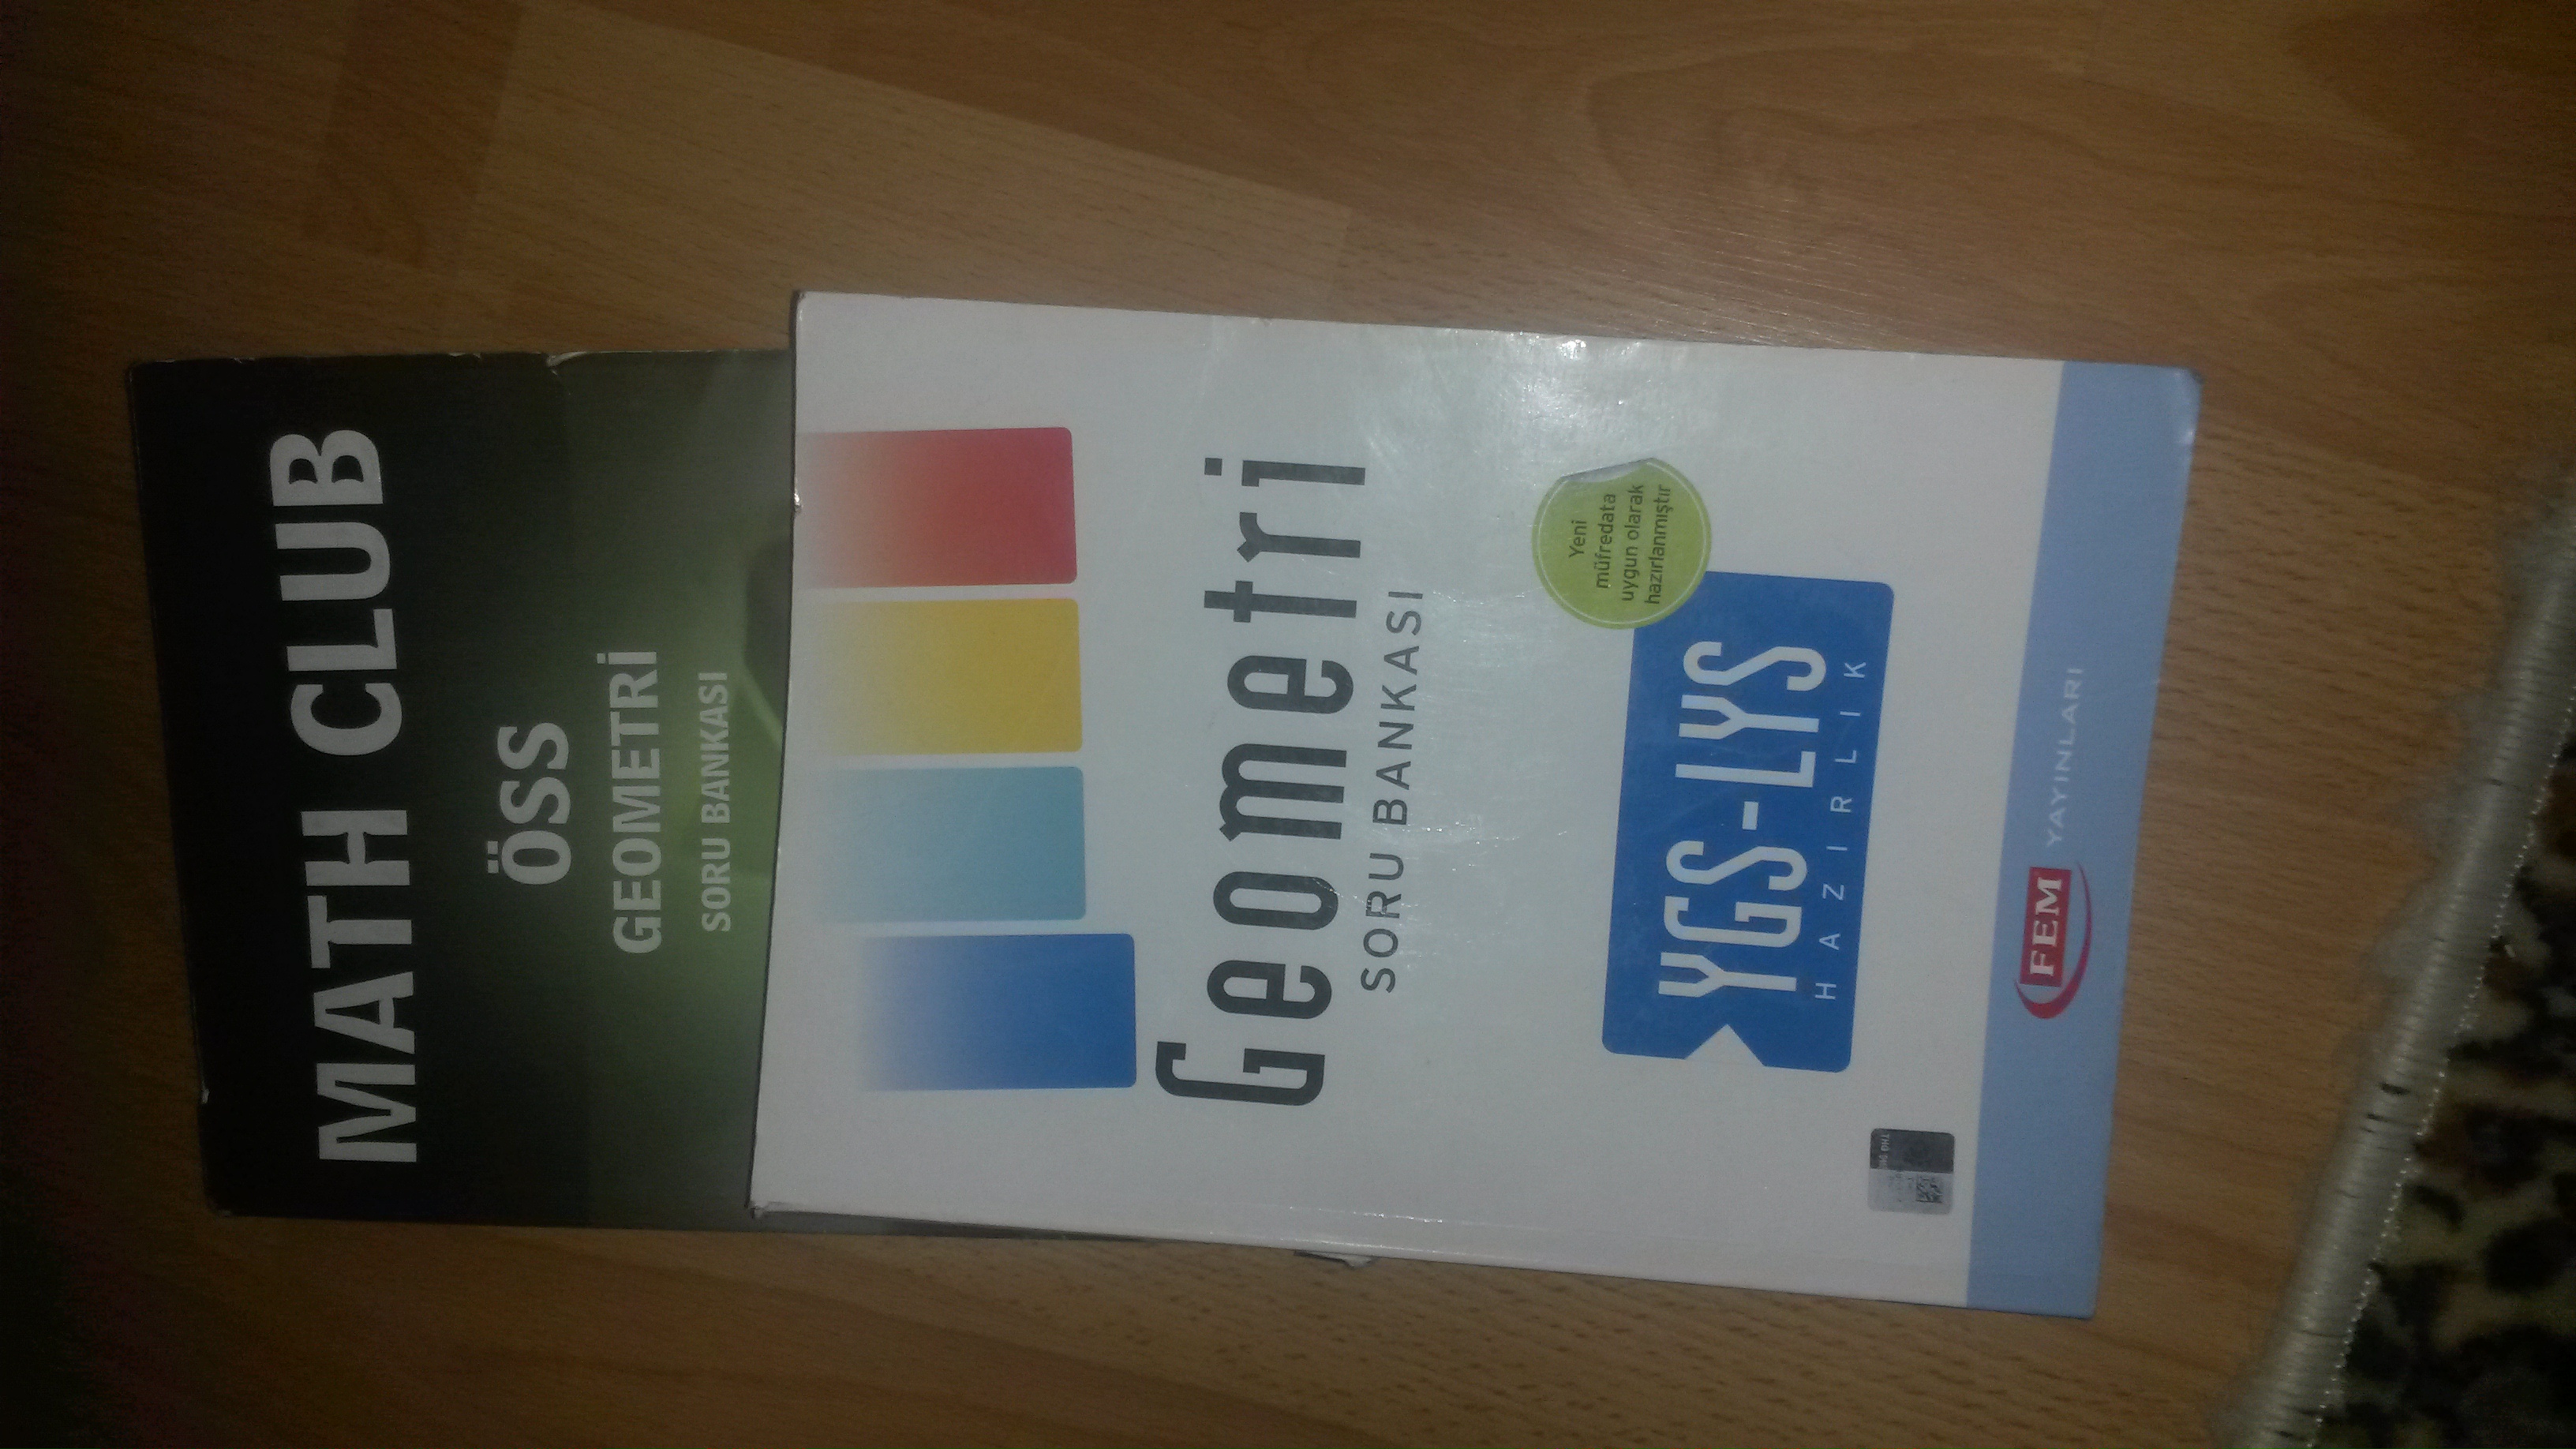 MATH CLUB
ÖSS
GEOMETRİ
SORU BANKASI
Geometri
SORU BANKASI
Yeni
müfredata
uygun olarak
hazırlanmıştır
YGS-LYS
HAZIRLIK
FEM YAYINLARI